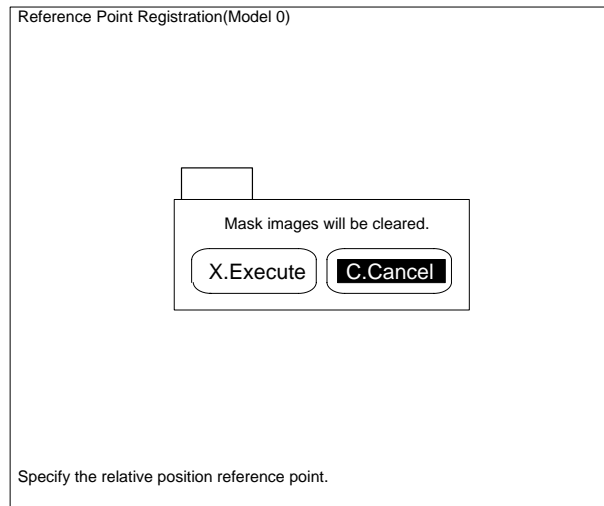 Reference Point Registration(Model 0)
Mask images will be cleared.
X.Execute C.Cancel
Specify the relative position reference point.